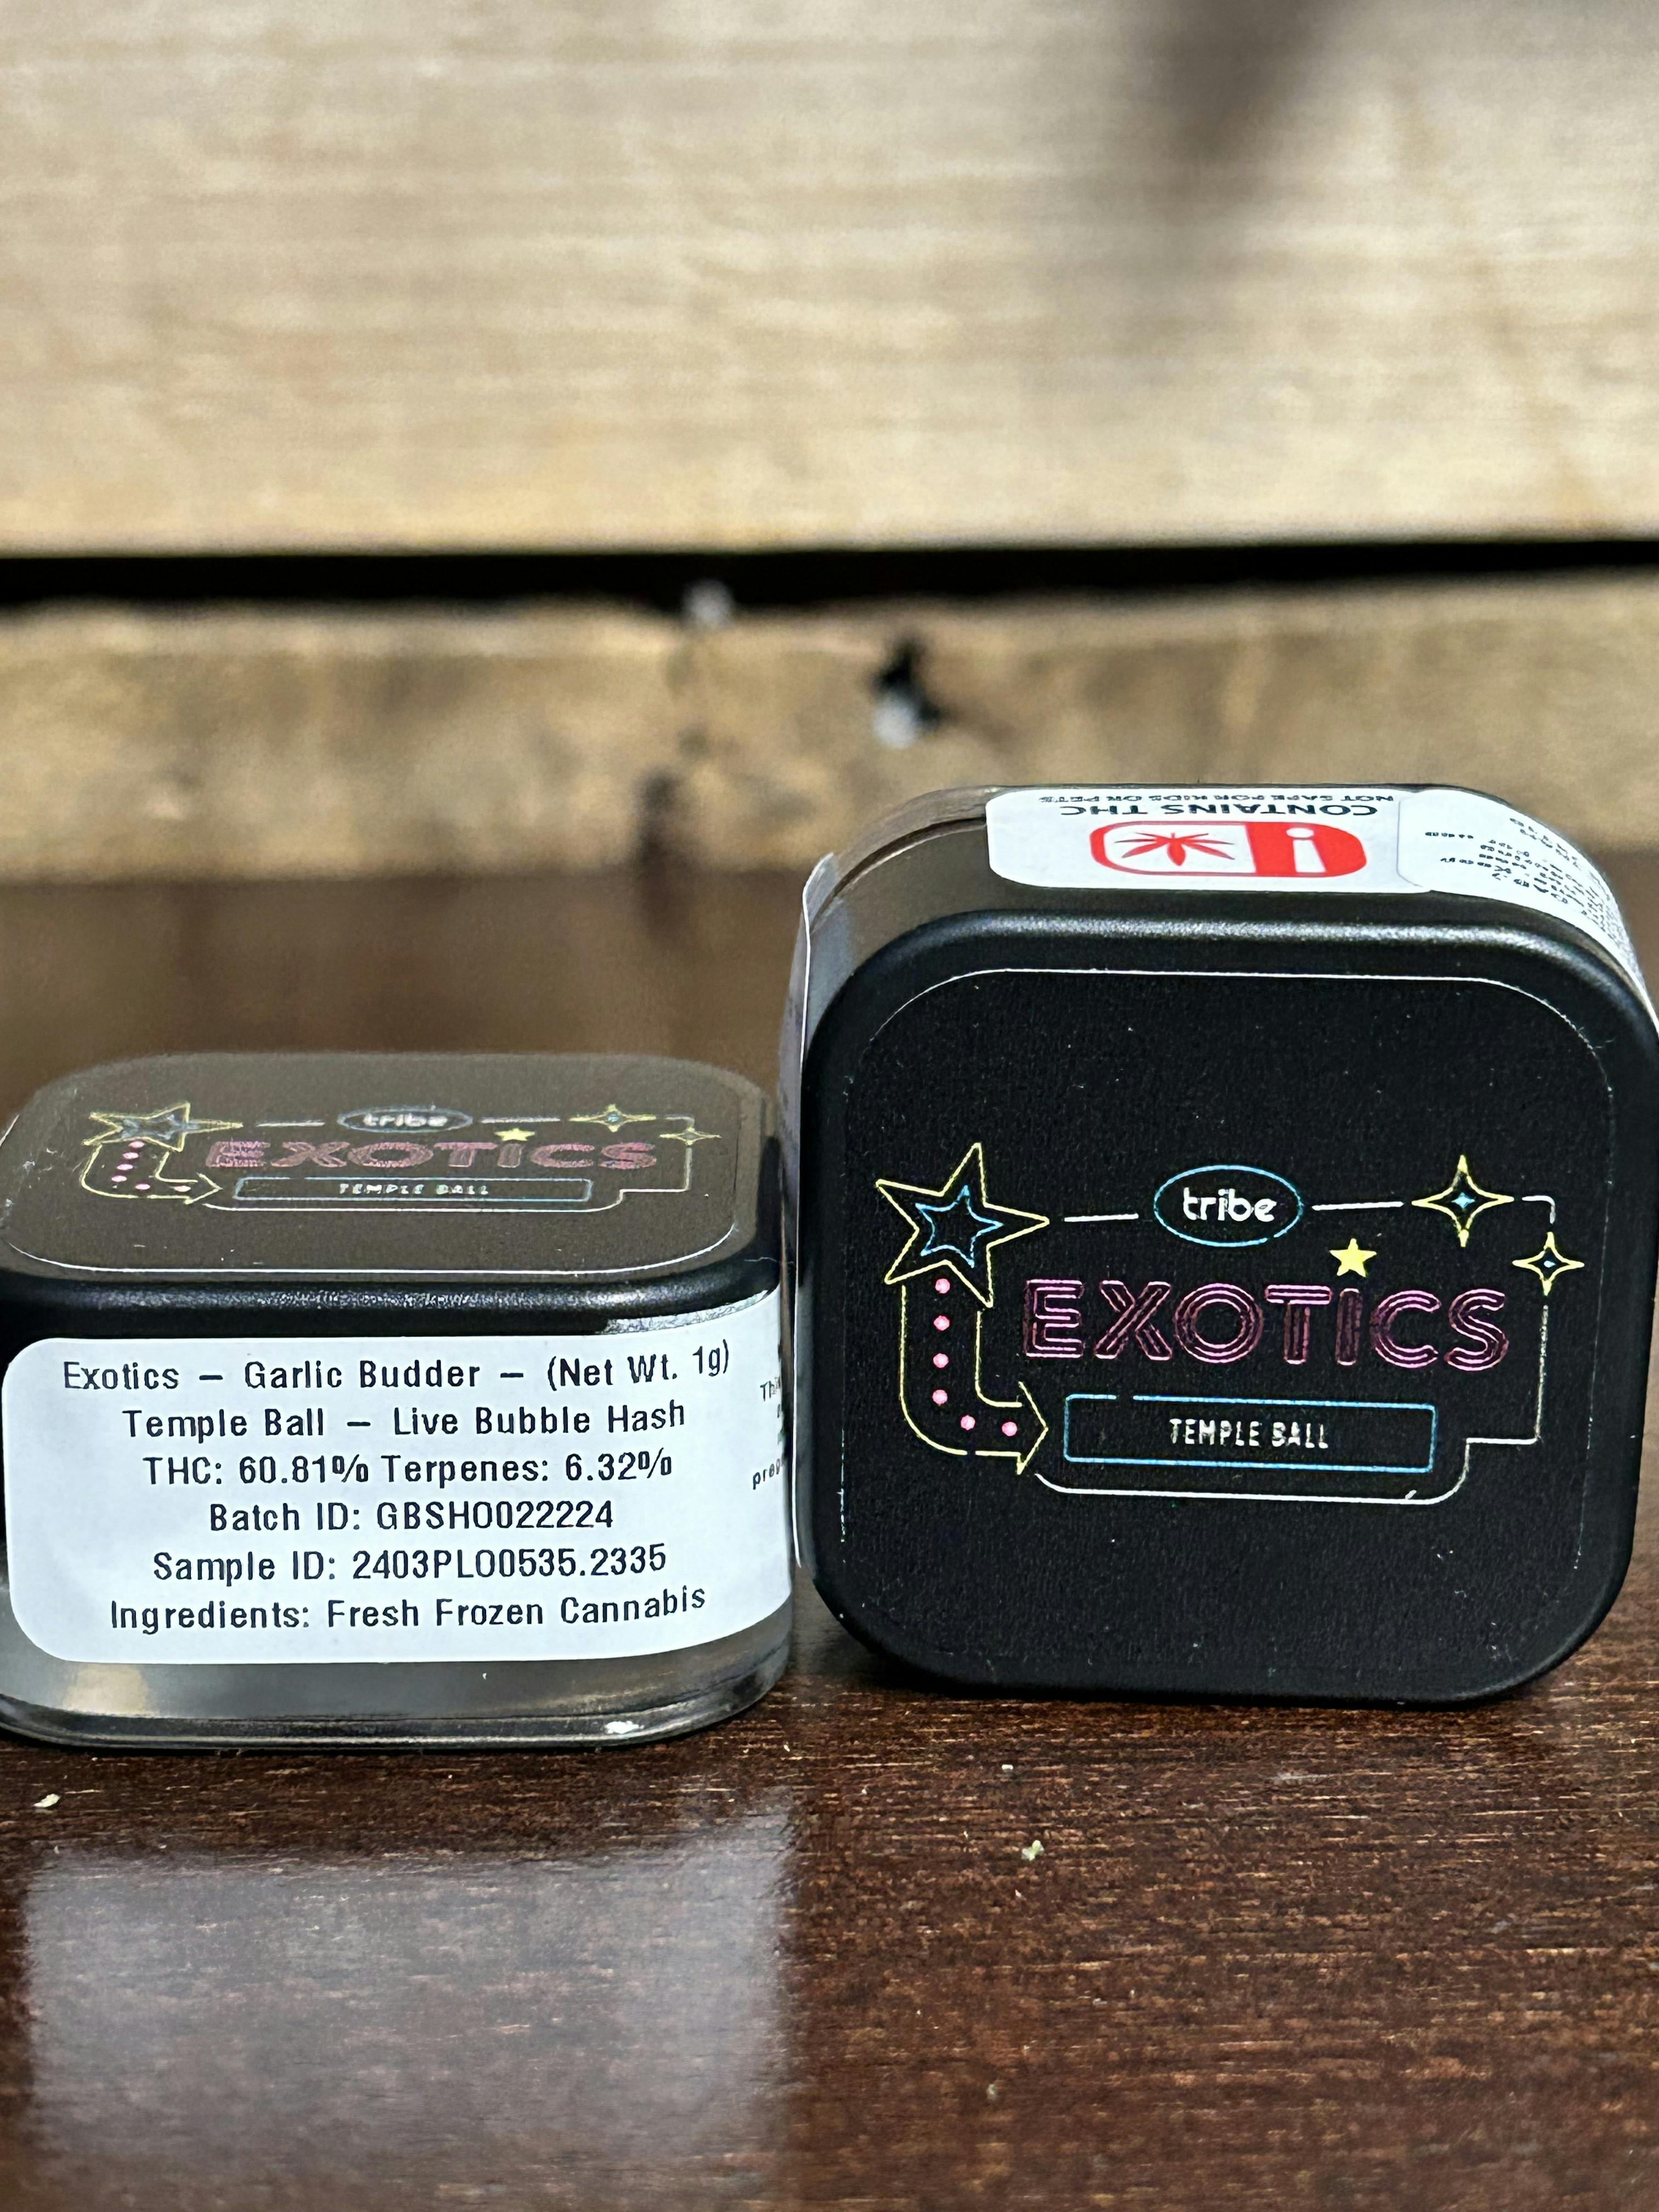 tribe
EXOTICS
TEMPLE BALL
Exotics – Garlic Budder – (Net Wt. 1g)
Temple Ball – Live Bubble Hash
THC: 60.81% Terpenes: 6.32%
Batch ID: GBSH0022224
Sample ID: 2403PLO0535.2335
Ingredients: Fresh Frozen Cannabis
NOT SAFE FOR KIDS OR PETS
CONTAINS THC
tribe
EXOTICS
TEMPLE BALL